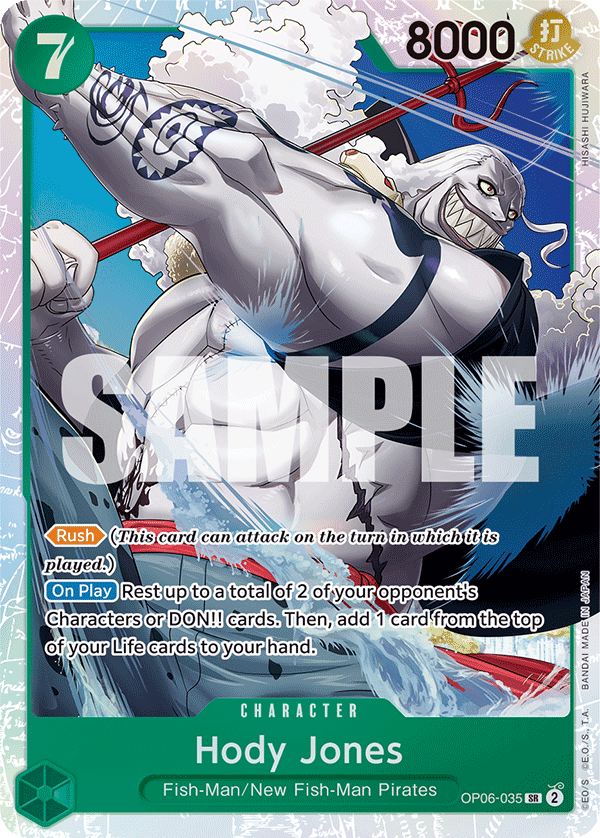 7
8000
打
STRIKE
HISASHI HUJIWARA
SAMPLE
Rush (This card can attack on the turn in which it is
played.)
On Play Rest up to a total of 2 of your opponent's
Characters or DON!! cards. Then, add 1 card from the top
of your Life cards to your hand.
CHARACTER
Hody Jones
Fish-Man/New Fish-Man Pirates
OP06-035 SR 2
©EO/S ©E.O./S, T.A. BANDAI MADE IN JAPAN